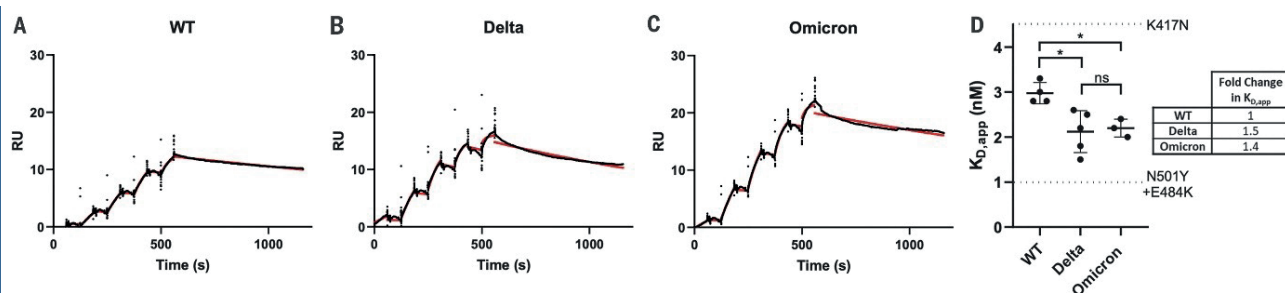 A
WT
30
20
10
0
RU
0
500
1000
Time (s)
B
Delta
30
20
10
0
RU
0
500
1000
Time (s)
C
Omicron
30
20
10
0
RU
0
500
1000
Time (s)
D
K417N
*
*
ns
4
3
2
1
0
K_D,app (nM)
N501Y
+E484K
WT
Delta
Omicron
Fold Change
in K_D,app
WT 1
Delta 1.5
Omicron 1.4